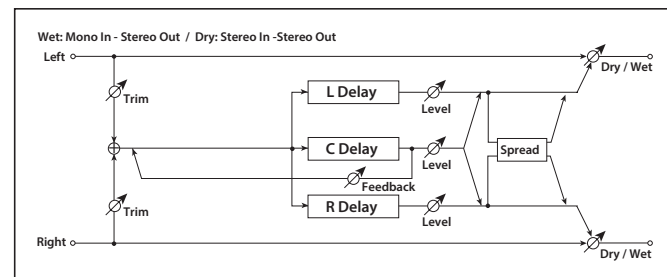 Wet: Mono In - Stereo Out / Dry: Stereo In -Stereo Out
Left
Dry / Wet
Trim
L Delay
Level
C Delay
Level
Spread
Feedback
Trim
R Delay
Level
Right
Dry / Wet